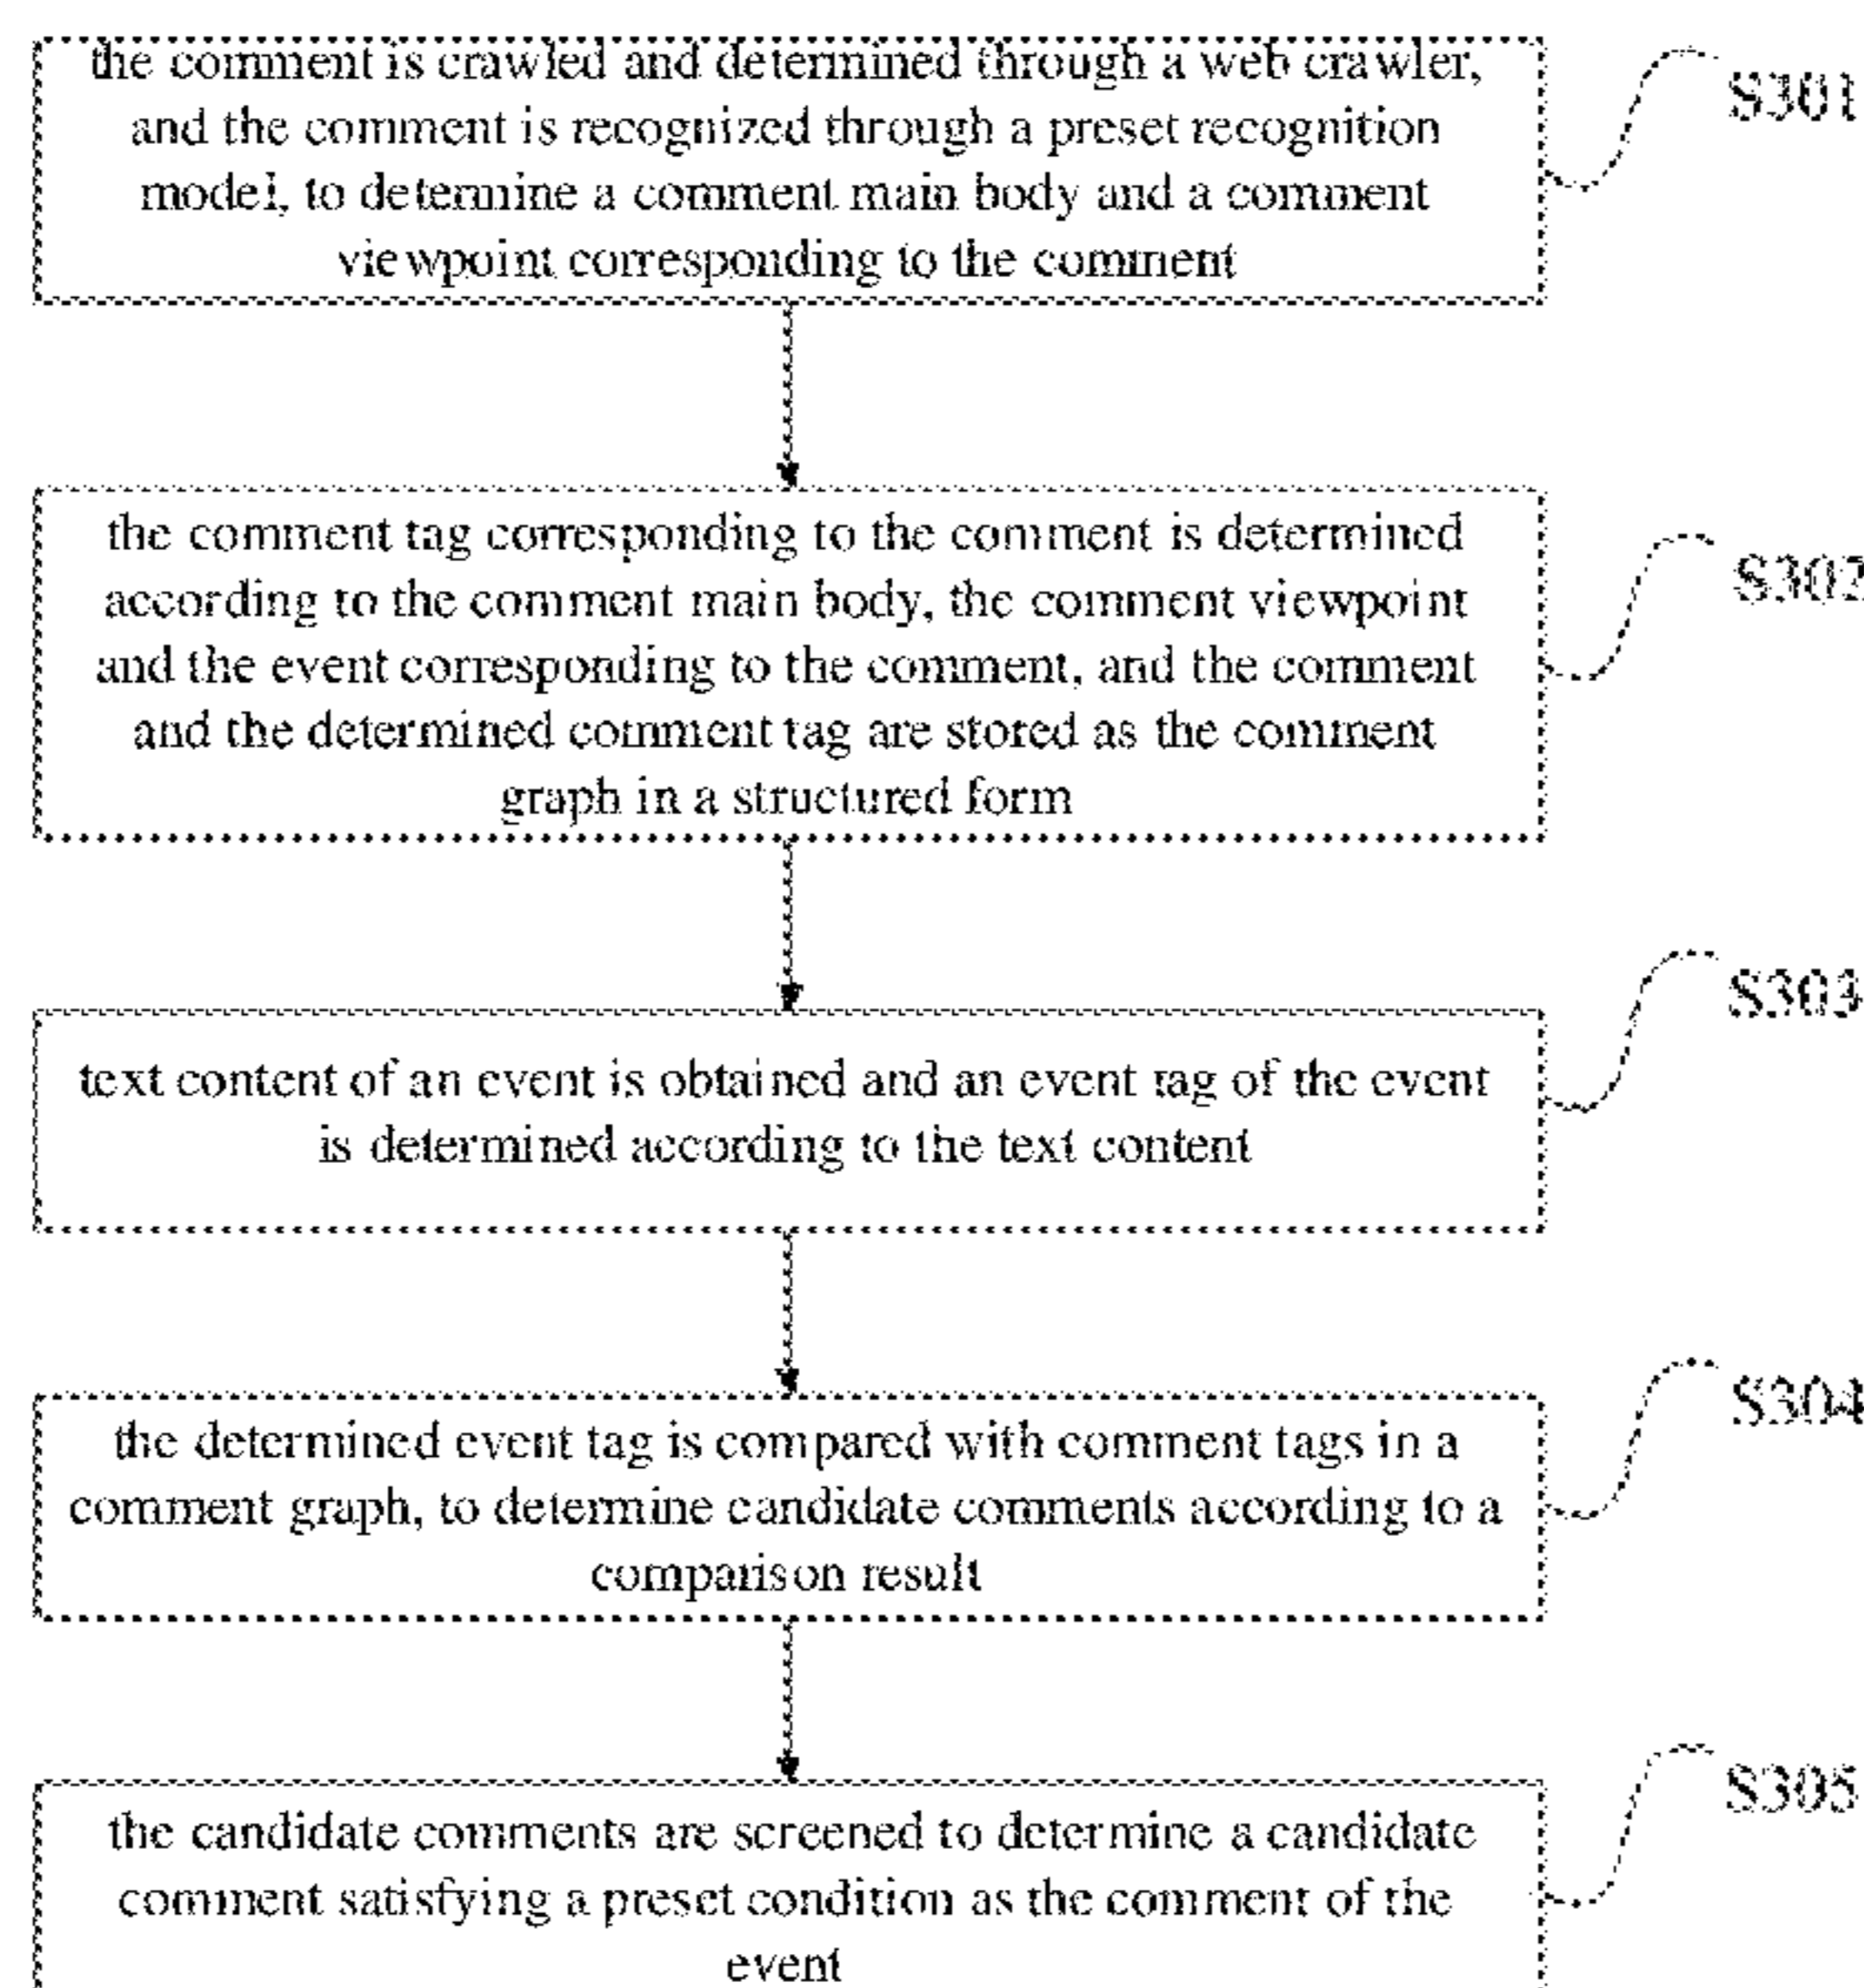 the comment is crawled and determined through a web crawler,
and the comment is recognized through a preset recognition
model, to determine a comment main body and a comment
viewpoint corresponding to the comment
S301
the comment tag corresponding to the comment is determined
according to the comment main body, the comment viewpoint
and the event corresponding to the comment, and the comment
and the determined comment tag are stored as the comment
graph in a structured form
S302
text content of an event is obtained and an event tag of the event
is determined according to the text content
S303
the determined event tag is compared with comment tags in a
comment graph, to determine candidate comments according to a
comparison result
S304
the candidate comments are screened to determine a candidate
comment satisfying a preset condition as the comment of the
event
S305